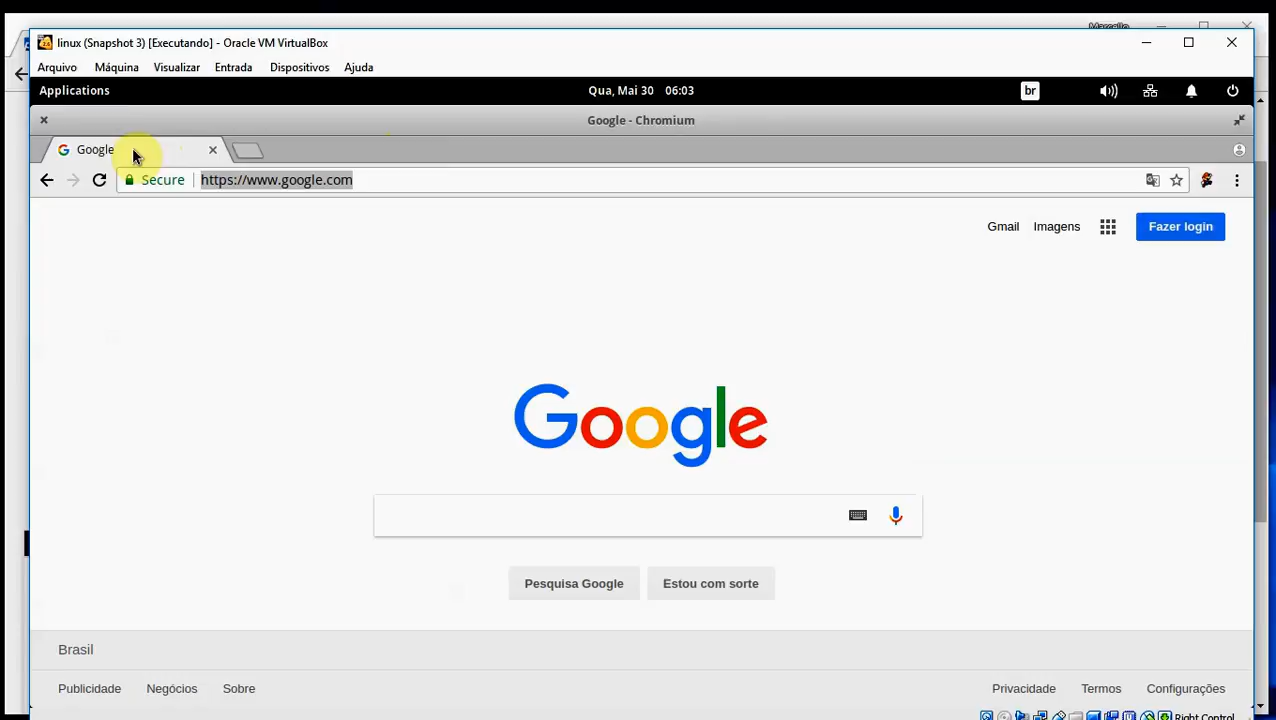 Marcello
linux (Snapshot 3) [Executando] - Oracle VM VirtualBox
Arquivo Máquina Visualizar Entrada Dispositivos Ajuda
Applications Qua, Mai 30 06:03 br
Google - Chromium
Google
Secure https://www.google.com
Gmail Imagens Fazer login
Google
Pesquisa Google Estou com sorte
Brasil
Publicidade Negócios Sobre Privacidade Termos Configurações
Right Control